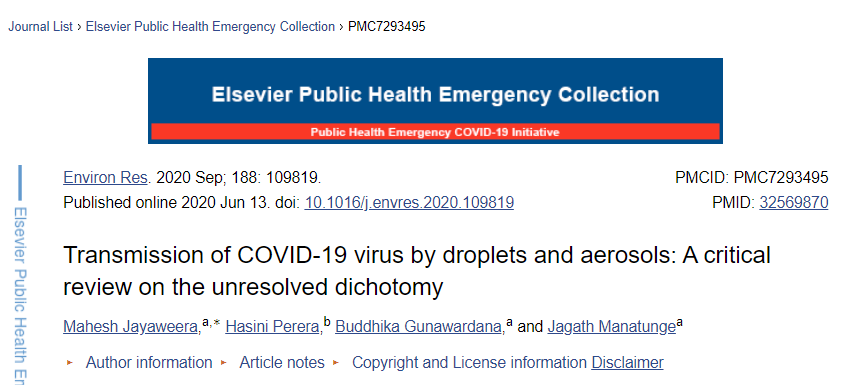 Journal List › Elsevier Public Health Emergency Collection › PMC7293495
Elsevier Public Health Emergency Collection
Public Health Emergency COVID-19 Initiative
Environ Res. 2020 Sep; 188: 109819.
PMCID: PMC7293495
Published online 2020 Jun 13. doi: 10.1016/j.envres.2020.109819
PMID: 32569870
Transmission of COVID-19 virus by droplets and aerosols: A critical
review on the unresolved dichotomy
Mahesh Jayaweera,a,* Hasini Perera,b Buddhika Gunawardana,a and Jagath Manatungea
▸ Author information ▸ Article notes ▸ Copyright and License information Disclaimer
Elsevier Public Health En